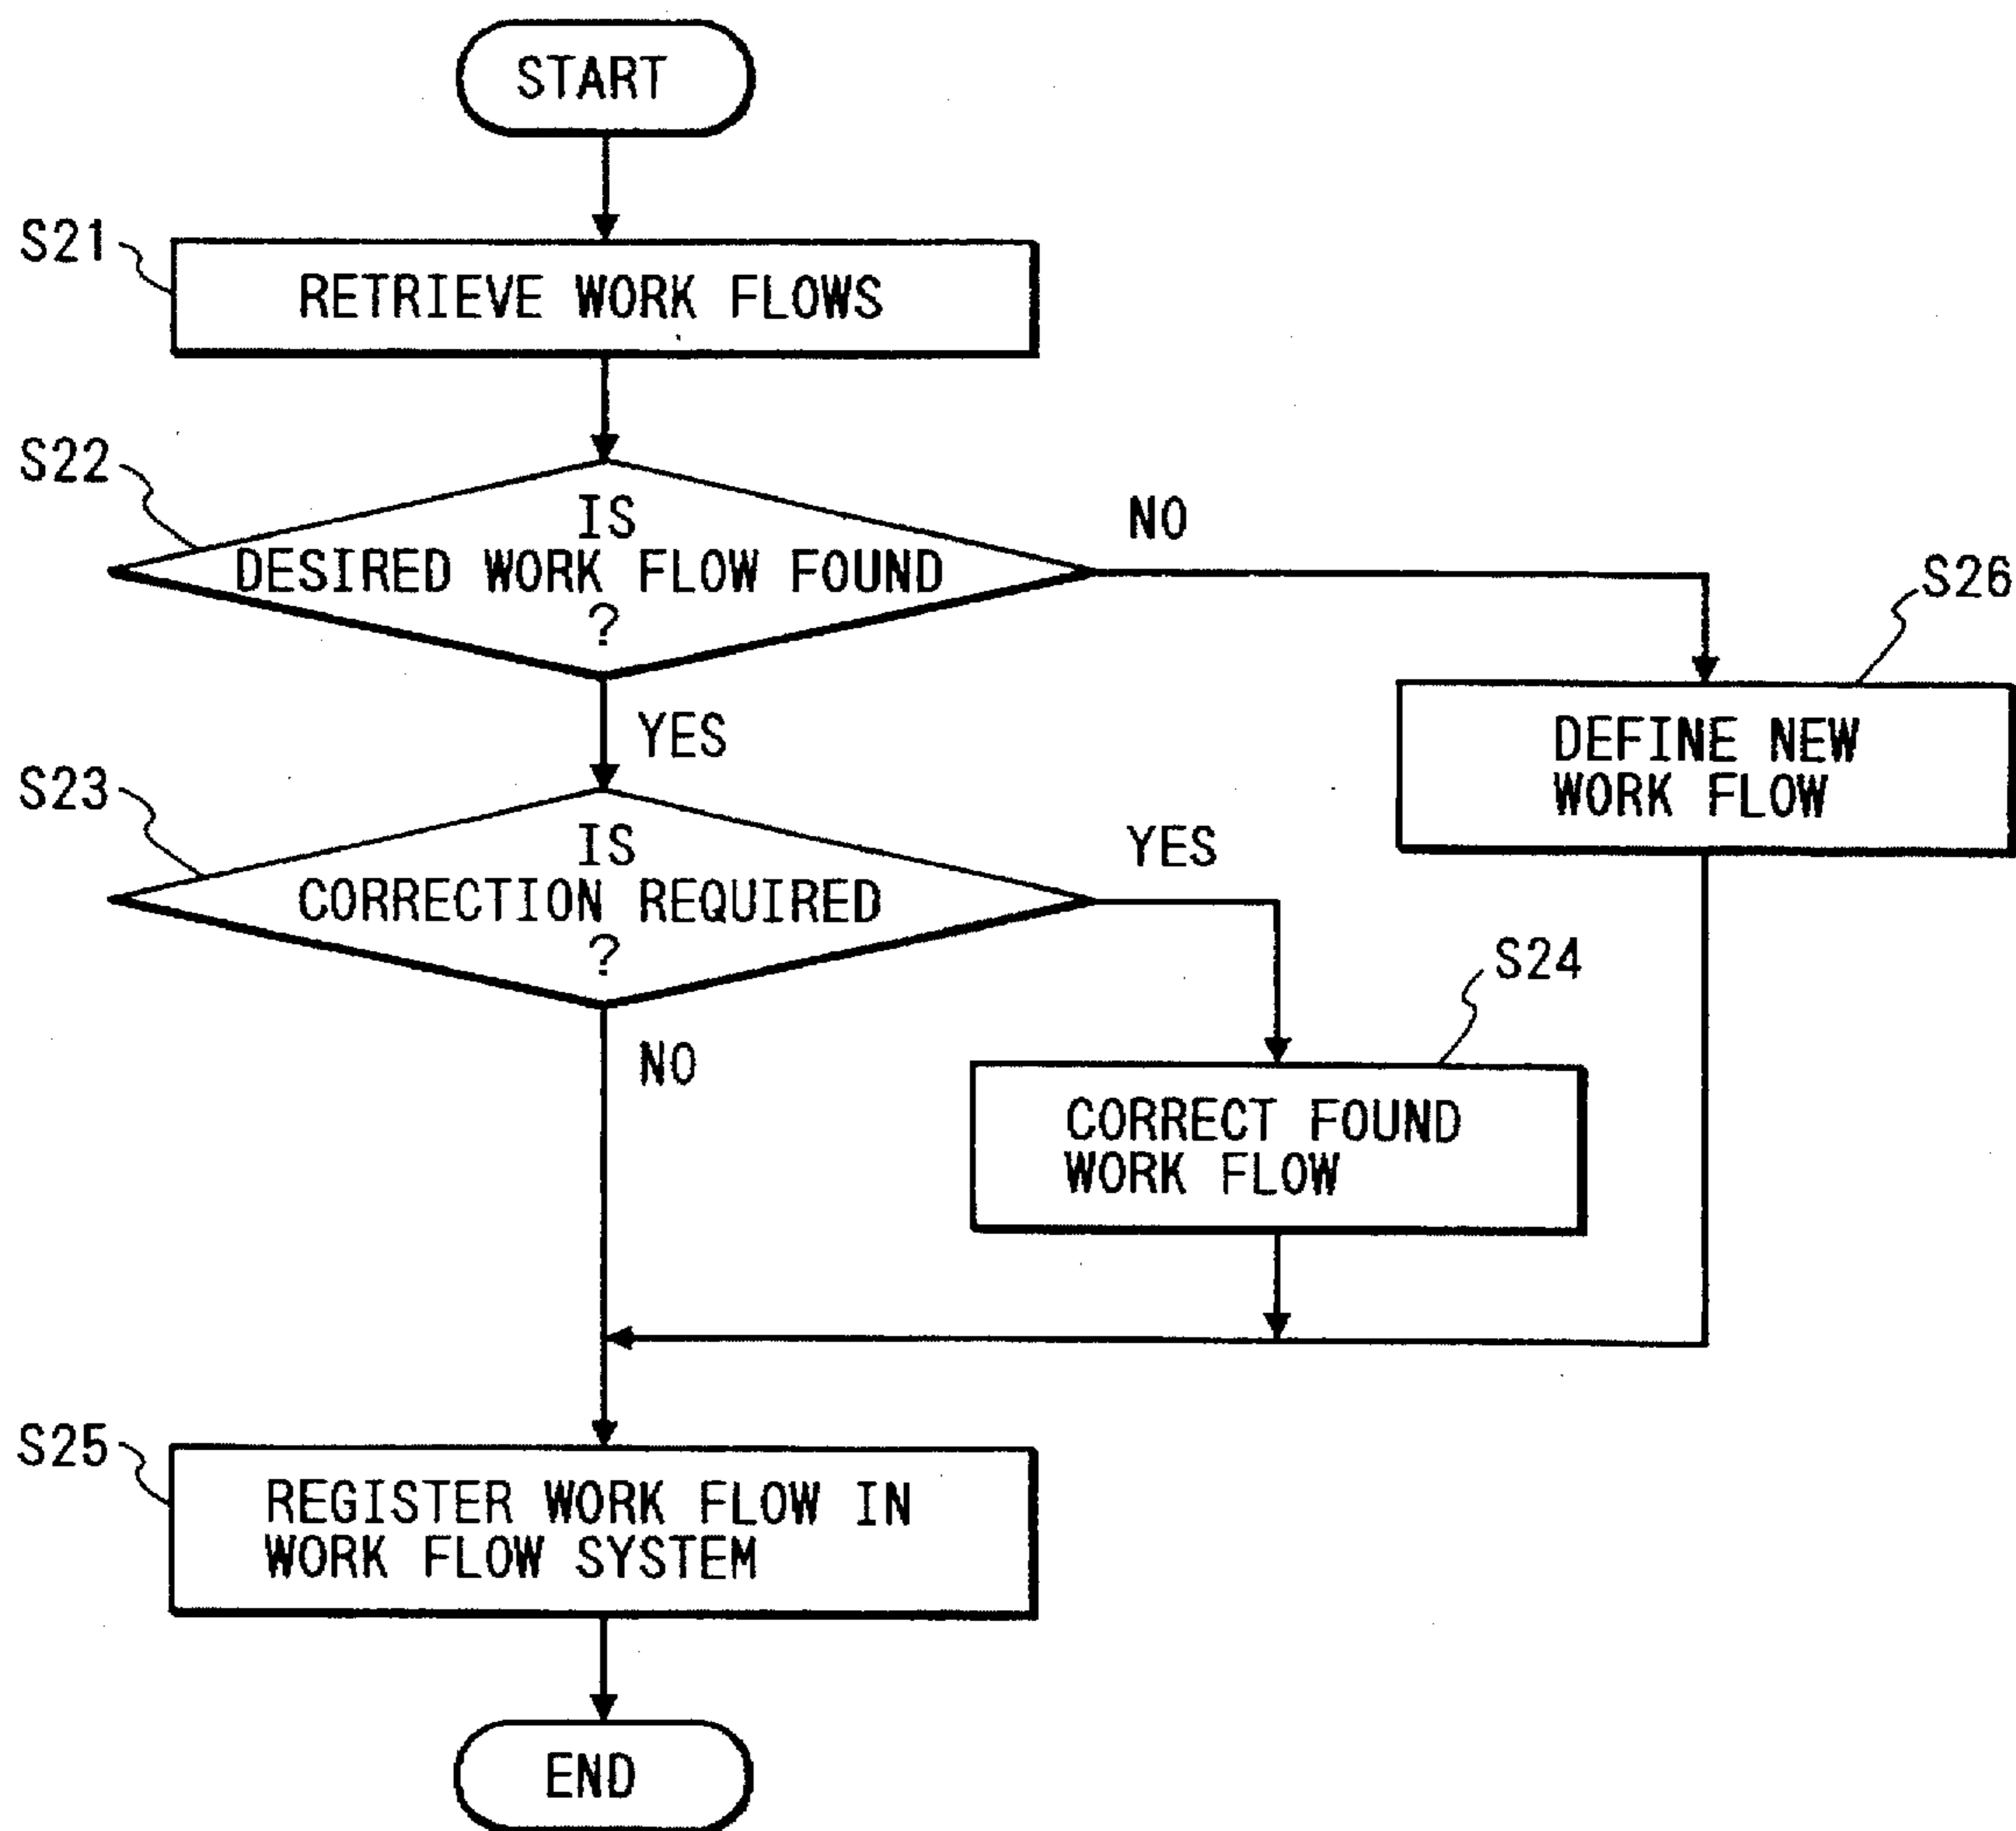 START
S21
RETRIEVE WORK FLOWS
S22
IS
DESIRED WORK FLOW FOUND
?
NO
YES
S26
DEFINE NEW
WORK FLOW
S23
IS
CORRECTION REQUIRED
?
YES
NO
S24
CORRECT FOUND
WORK FLOW
S25
REGISTER WORK FLOW IN
WORK FLOW SYSTEM
END